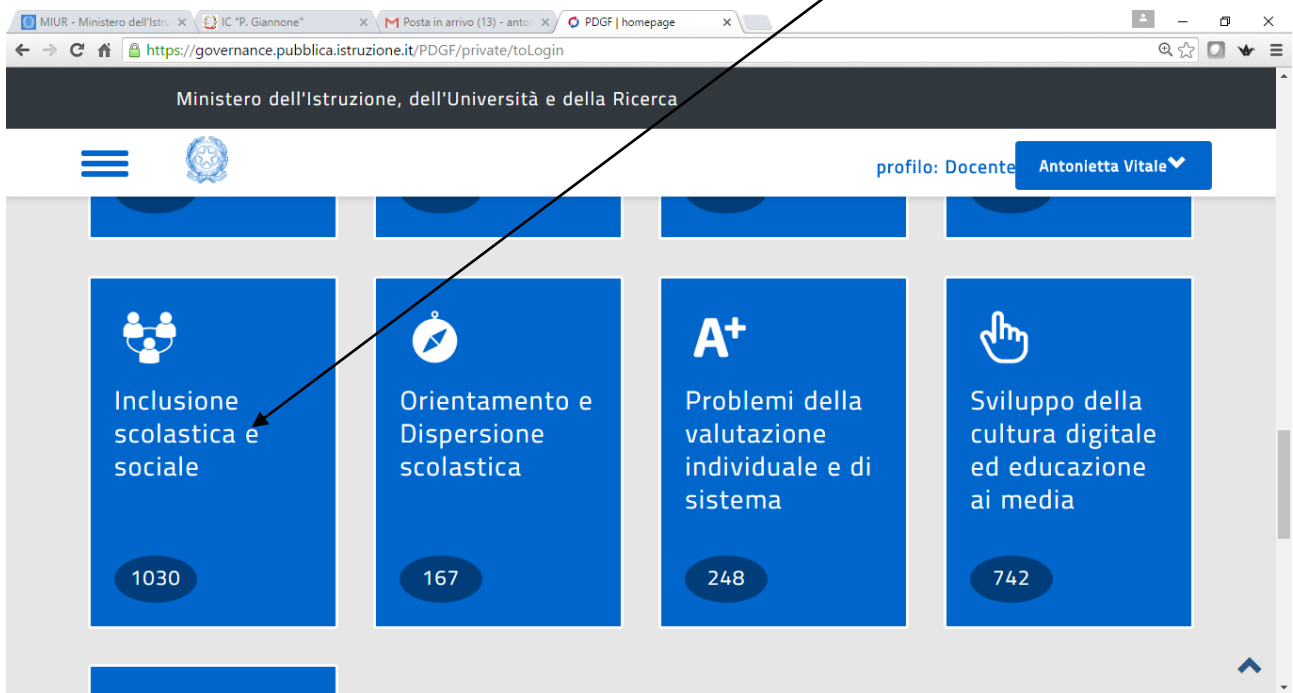 MIUR - Ministero dell'Istru
IC "P. Giannone"
Posta in arrivo (13) - anton
PDGF | homepage
https://governance.pubblica.istruzione.it/PDGF/private/toLogin
Ministero dell'Istruzione, dell'Università e della Ricerca
profilo: Docente
Antonietta Vitale
Inclusione
scolastica e
sociale
1030
Orientamento e
Dispersione
scolastica
167
A+
Problemi della
valutazione
individuale e di
sistema
248
Sviluppo della
cultura digitale
ed educazione
ai media
742